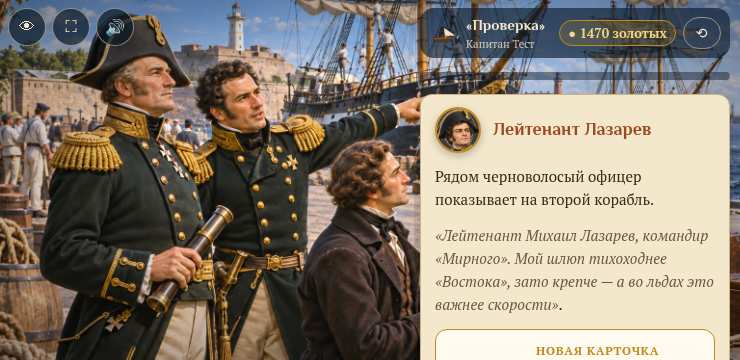 «Проверка»
Капитан Тест
● 1470 золотых
Лейтенант Лазарев
Рядом черноволосый офицер
показывает на второй корабль.
«Лейтенант Михаил Лазарев, командир
«Мирного». Мой шлюп тихоходнее
«Востока», зато крепче — а во льдах это
важнее скорости».
НОВАЯ КАРТОЧКА